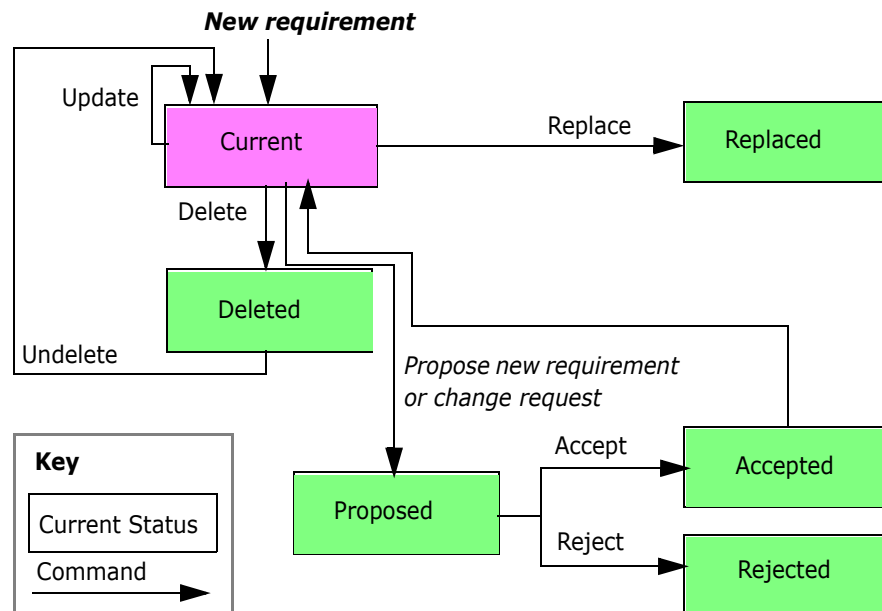 New requirement
Update
Current
Replace
Replaced
Delete
Deleted
Undelete
Propose new requirement
or change request
Key
Current Status
Command
Proposed
Accept
Accepted
Reject
Rejected